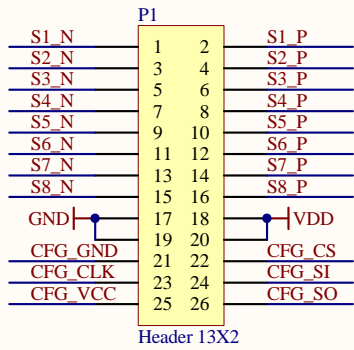 P1
S1_N 1 2 S1_P
S2_N 3 4 S2_P
S3_N 5 6 S3_P
S4_N 7 8 S4_P
S5_N 9 10 S5_P
S6_N 11 12 S6_P
S7_N 13 14 S7_P
S8_N 15 16 S8_P
GND 17 18 VDD
19 20
CFG_GND 21 22 CFG_CS
CFG_CLK 23 24 CFG_SI
CFG_VCC 25 26 CFG_SO
Header 13X2